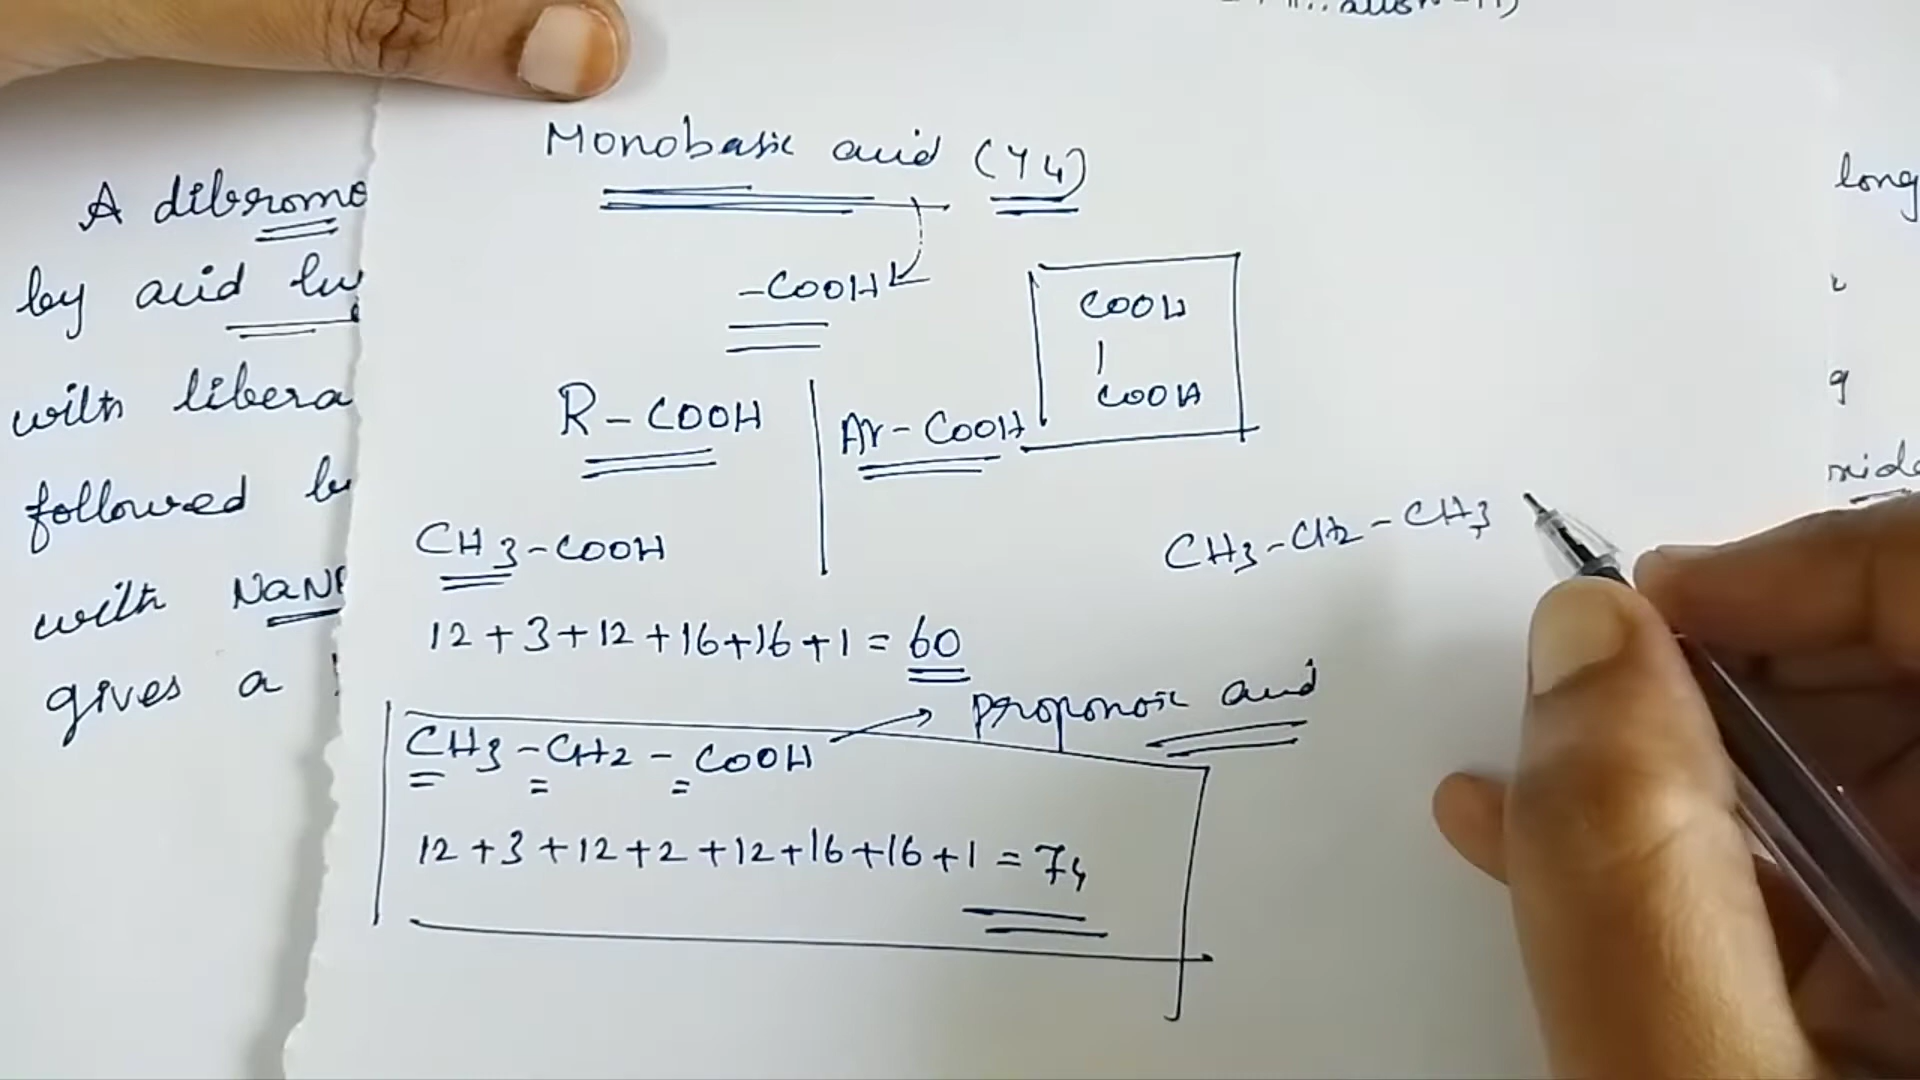 Monobasic acid (74)
-COOH
COOH
|
COOH
R-COOH
Ar-COOH
CH3-COOH
12+3+12+16+16+1=60
CH3-CH2-CH3
CH3-CH2-COOH → Proponoic acid
12+3+12+2+12+16+16+1=74
A dibromo
by acid
with libera
followed
with NaN
gives a
long